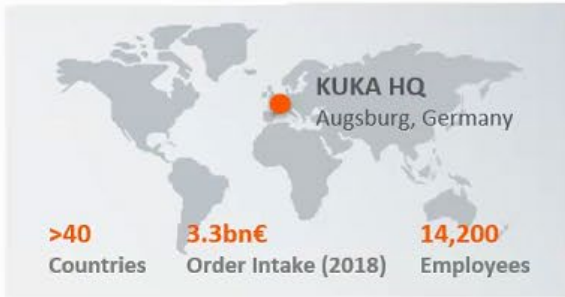 KUKA HQ
Augsburg, Germany
>40
Countries
3.3bn€
Order Intake (2018)
14,200
Employees